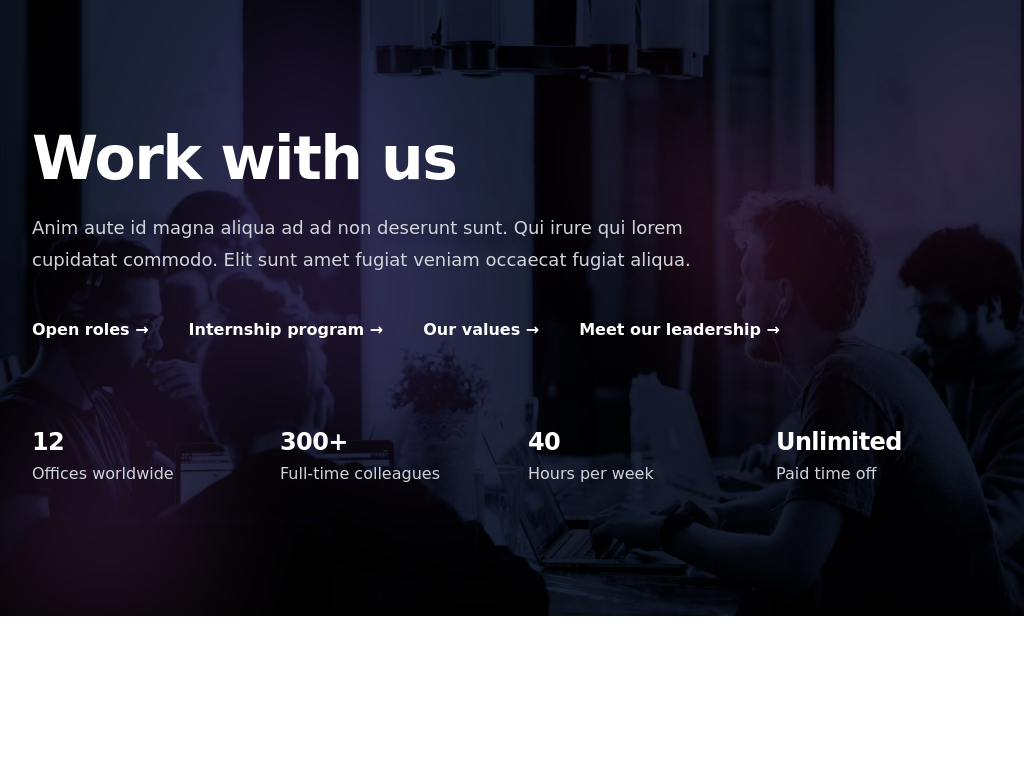 Work with us
Anim aute id magna aliqua ad ad non deserunt sunt. Qui irure qui lorem
cupidatat commodo. Elit sunt amet fugiat veniam occaecat fugiat aliqua.
Open roles → Internship program → Our values → Meet our leadership →
12 300+ 40 Unlimited
Offices worldwide Full-time colleagues Hours per week Paid time off